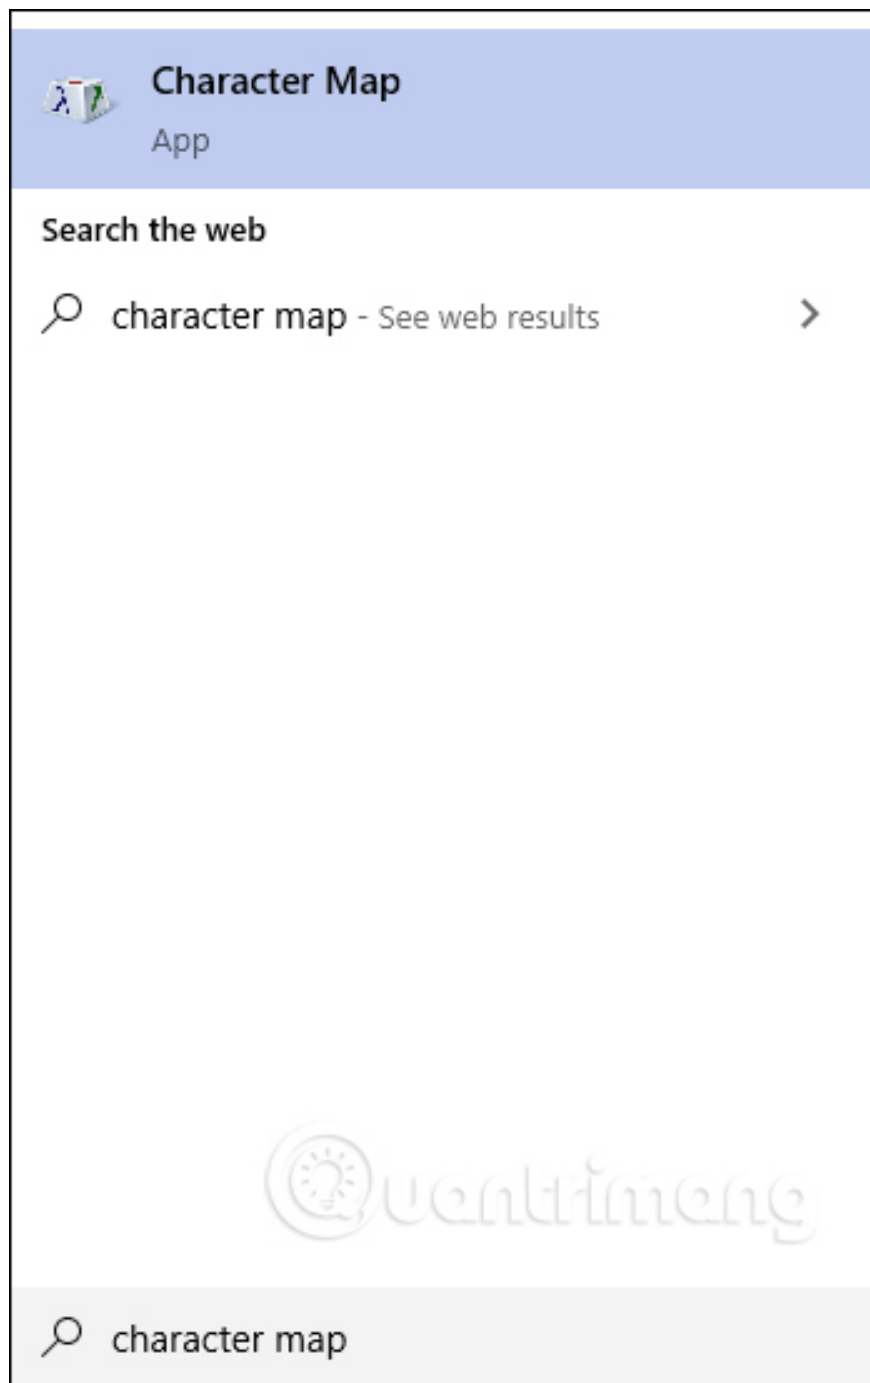 Character Map
App
Search the web
character map - See web results
Quantrimang
character map